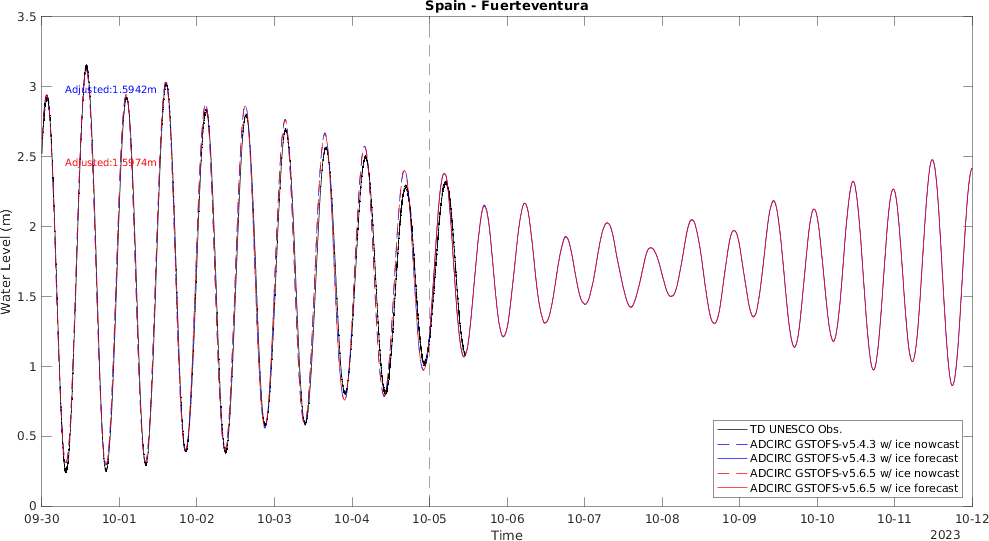 Spain - Fuerteventura
3.5
3
2.5
2
1.5
1
0.5
0
Water Level (m)
Adjusted:1.5942m
Adjusted:1.5974m
TD UNESCO Obs.
ADCIRC GSTOFS-v5.4.3 w/ ice nowcast
ADCIRC GSTOFS-v5.4.3 w/ ice forecast
ADCIRC GSTOFS-v5.6.5 w/ ice nowcast
ADCIRC GSTOFS-v5.6.5 w/ ice forecast
09-30 10-01 10-02 10-03 10-04 10-05 10-06 10-07 10-08 10-09 10-10 10-11 10-12
Time
2023